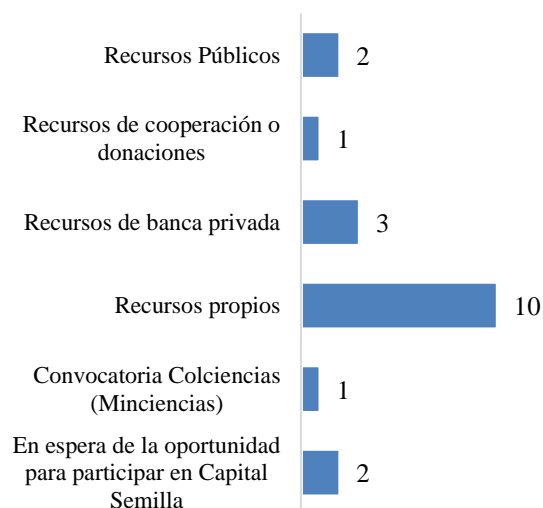 Recursos Públicos
2
Recursos de cooperación o
donaciones
1
Recursos de banca privada
3
Recursos propios
10
Convocatoria Colciencias
(Minciencias)
1
En espera de la oportunidad
para participar en Capital
Semilla
2